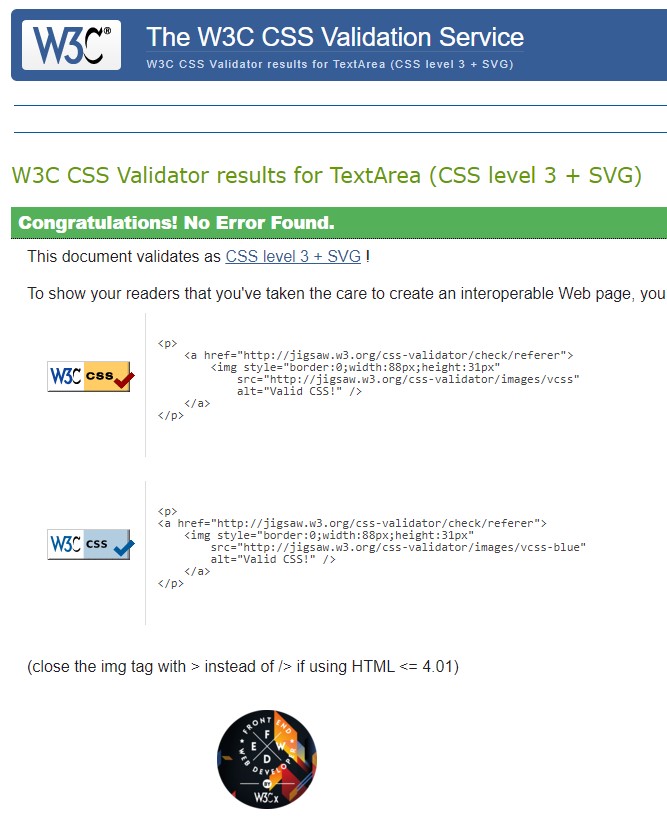 W3C® The W3C CSS Validation Service
W3C CSS Validator results for TextArea (CSS level 3 + SVG)
W3C CSS Validator results for TextArea (CSS level 3 + SVG)
Congratulations! No Error Found.
This document validates as CSS level 3 + SVG !
To show your readers that you've taken the care to create an interoperable Web page, you
<p>
<a href="http://jigsaw.w3.org/css-validator/check/referer">
<img style="border:0;width:88px;height:31px"
src="http://jigsaw.w3.org/css-validator/images/vcss"
alt="Valid CSS!" />
</a>
</p>
W3C css
<p>
<a href="http://jigsaw.w3.org/css-validator/check/referer">
<img style="border:0;width:88px;height:31px"
src="http://jigsaw.w3.org/css-validator/images/vcss-blue"
alt="Valid CSS!" />
</a>
</p>
W3C css
(close the img tag with > instead of /> if using HTML <= 4.01)
FRONT END
F
E W
D
WEB DEVELOPER
BY
W3Cx